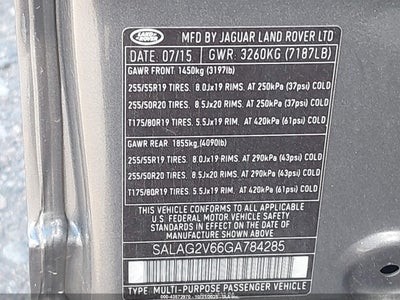 LAND ROVER
MFD BY JAGUAR LAND ROVER LTD
DATE 07/15 GWR: 3260KG (7187LB)
GAWR FRONT 1450kg (3197lb)
255/55R19 TIRES. 8.0Jx19 RIMS. AT 250kPa (37psi) COLD
255/50R20 TIRES. 8.5Jx20 RIMS. AT 250kPa (37psi) COLD
T175/80R19 TIRES. 5.5Jx19 RIMS. AT 420kPa (61psi) COLD
GAWR REAR 1855kg,(4090lb)
255/55R19 TIRES. 8.0Jx19 RIMS. AT 290kPa (43psi) COLD
255/50R20 TIRES. 8.5Jx20 RIMS. AT 290kPa (43psi) COLD
T175/80R19 TIRES. 5.5Jx19 RIMS. AT 420kPa (61psi) COLD
THIS VEHICLE CONFORMS TO ALL APPLICABLE
FEDERAL MOTOR VEHICLE SAFETY STANDARDS IN
EFFECT ON THE DATE OF MANUFACTURE SHOWN ABOVE
SALAG2V66GA784285
TYPE: MULTI-PURPOSE PASSENGER VEHICLE